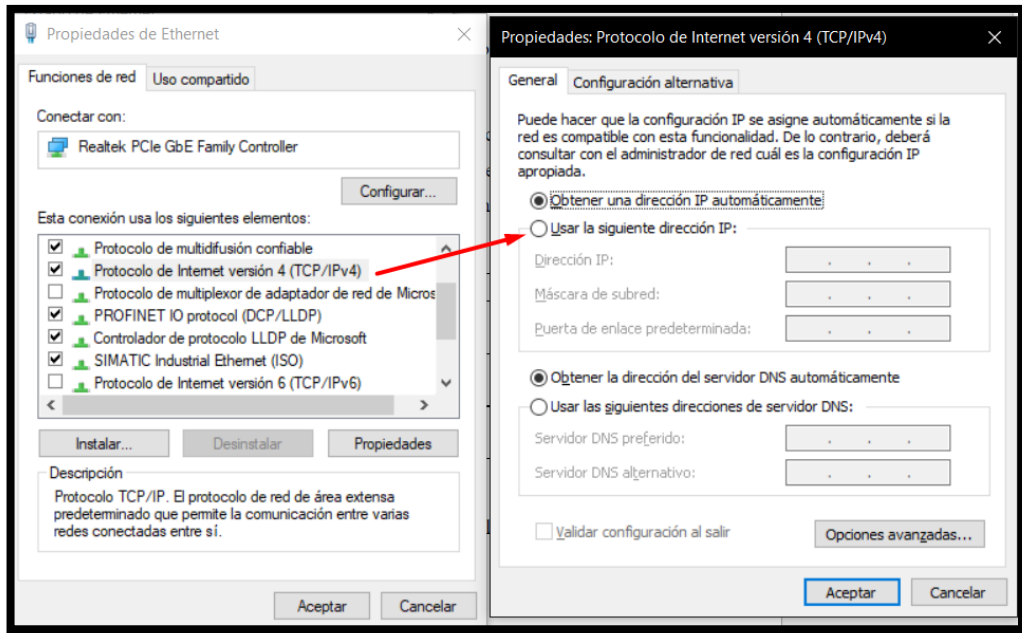 Propiedades de Ethernet
Funciones de red
Uso compartido
Conectar con:
Realtek PCIe GbE Family Controller
Configurar...
Esta conexión usa los siguientes elementos:
Protocolo de multidifusión confiable
Protocolo de Internet versión 4 (TCP/IPv4)
Protocolo de multiplexor de adaptador de red de Micros
PROFINET IO protocol (DCP/LLDP)
Controlador de protocolo LLDP de Microsoft
SIMATIC Industrial Ethernet (ISO)
Protocolo de Internet versión 6 (TCP/IPv6)
Instalar...
Desinstalar
Propiedades
Descripción
Protocolo TCP/IP. El protocolo de red de área extensa
predeterminado que permite la comunicación entre varias
redes conectadas entre sí.
Aceptar
Cancelar
Propiedades: Protocolo de Internet versión 4 (TCP/IPv4)
General
Configuración alternativa
Puede hacer que la configuración IP se asigne automáticamente si la
red es compatible con esta funcionalidad. De lo contrario, deberá
consultar con el administrador de red cuál es la configuración IP
apropiada.
Obtener una dirección IP automáticamente
Usar la siguiente dirección IP:
Dirección IP:
Máscara de subred:
Puerta de enlace predeterminada:
Obtener la dirección del servidor DNS automáticamente
Usar las siguientes direcciones de servidor DNS:
Servidor DNS preferido:
Servidor DNS alternativo:
Validar configuración al salir
Opciones avanzadas...
Aceptar
Cancelar